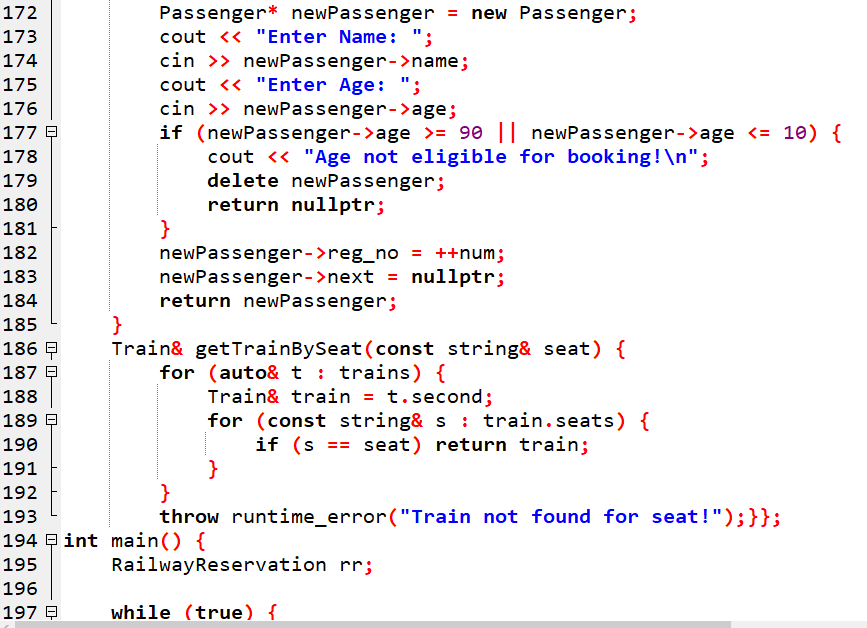 172 Passenger* newPassenger = new Passenger;
173 cout << "Enter Name: ";
174 cin >> newPassenger->name;
175 cout << "Enter Age: ";
176 cin >> newPassenger->age;
177 if (newPassenger->age >= 90 || newPassenger->age <= 10) {
178 cout << "Age not eligible for booking!\n";
179 delete newPassenger;
180 return nullptr;
181 }
182 newPassenger->reg_no = ++num;
183 newPassenger->next = nullptr;
184 return newPassenger;
185 }
186 Train& getTrainBySeat(const string& seat) {
187 for (auto& t : trains) {
188 Train& train = t.second;
189 for (const string& s : train.seats) {
190 if (s == seat) return train;
191 }
192 }
193 throw runtime_error("Train not found for seat!");}};
194 int main() {
195 RailwayReservation rr;
196
197 while (true) {